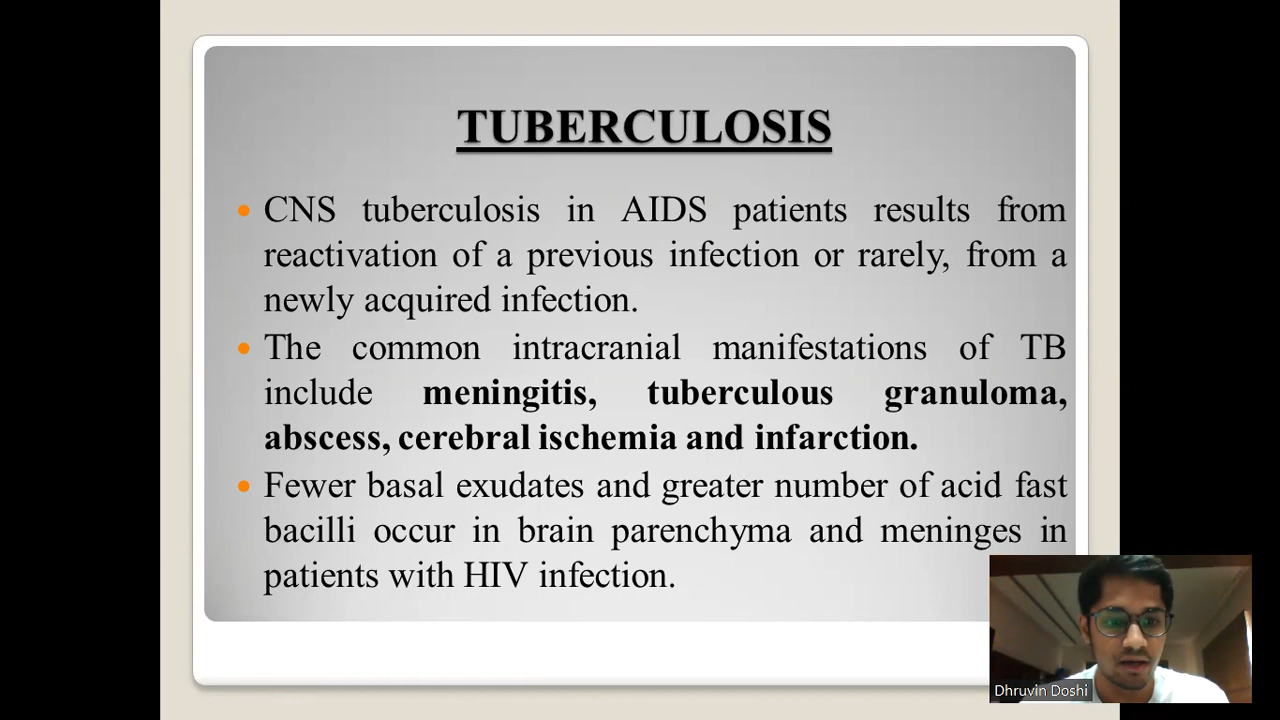 TUBERCULOSIS
CNS tuberculosis in AIDS patients results from
reactivation of a previous infection or rarely, from a
newly acquired infection.
The common intracranial manifestations of TB
include meningitis, tuberculous granuloma,
abscess, cerebral ischemia and infarction.
Fewer basal exudates and greater number of acid fast
bacilli occur in brain parenchyma and meninges in
patients with HIV infection.
Dhruvin Doshi